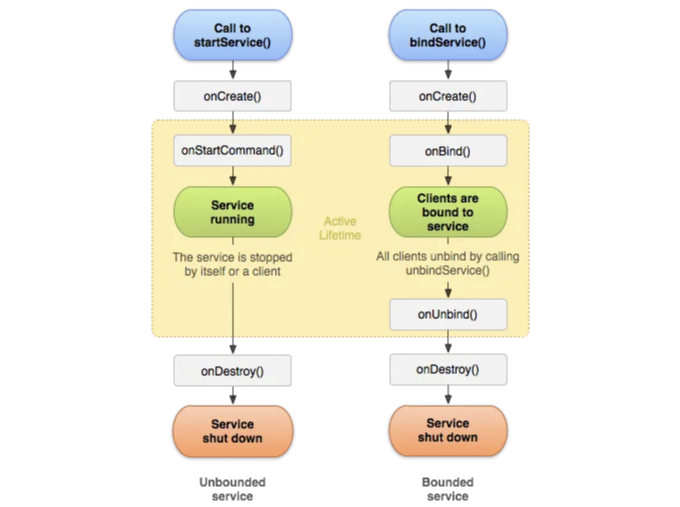 Call to
startService()
onCreate()
onStartCommand()
Service
running
The service is stopped
by itself or a client
onDestroy()
Service
shut down
Unbounded
service
Active
Lifetime
Call to
bindService()
onCreate()
onBind()
Clients are
bound to
service
All clients unbind by calling
unbindService()
onUnbind()
onDestroy()
Service
shut down
Bounded
service